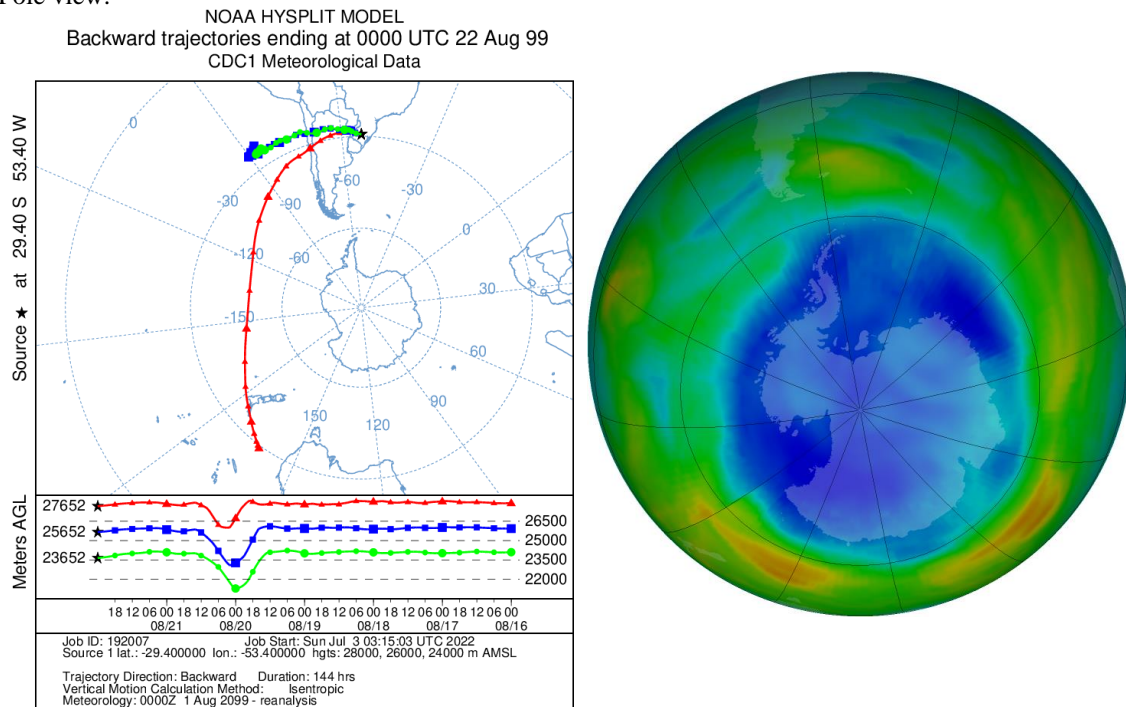 Pole view.
NOAA HYSPLIT MODEL
Backward trajectories ending at 0000 UTC 22 Aug 99
CDC1 Meteorological Data
Source ★ at 29.40 S 53.40 W
0
-30
-60
-90
-30
-120
-60
0
30
-150
60
90
150
120
Meters AGL
27652
25652
23652
26500
25000
23500
22000
18 12 06 00 18 12 06 00 18 12 06 00 18 12 06 00 18 12 06 00 18 12 06 00
08/21 08/20 08/19 08/18 08/17 08/16
Job ID: 192007 Job Start: Sun Jul 3 03:15:03 UTC 2022
Source 1 lat.: -29.400000 lon.: -53.400000 hgts: 28000, 26000, 24000 m AMSL
Trajectory Direction: Backward Duration: 144 hrs
Vertical Motion Calculation Method: Isentropic
Meteorology: 0000Z 1 Aug 2099 - reanalysis